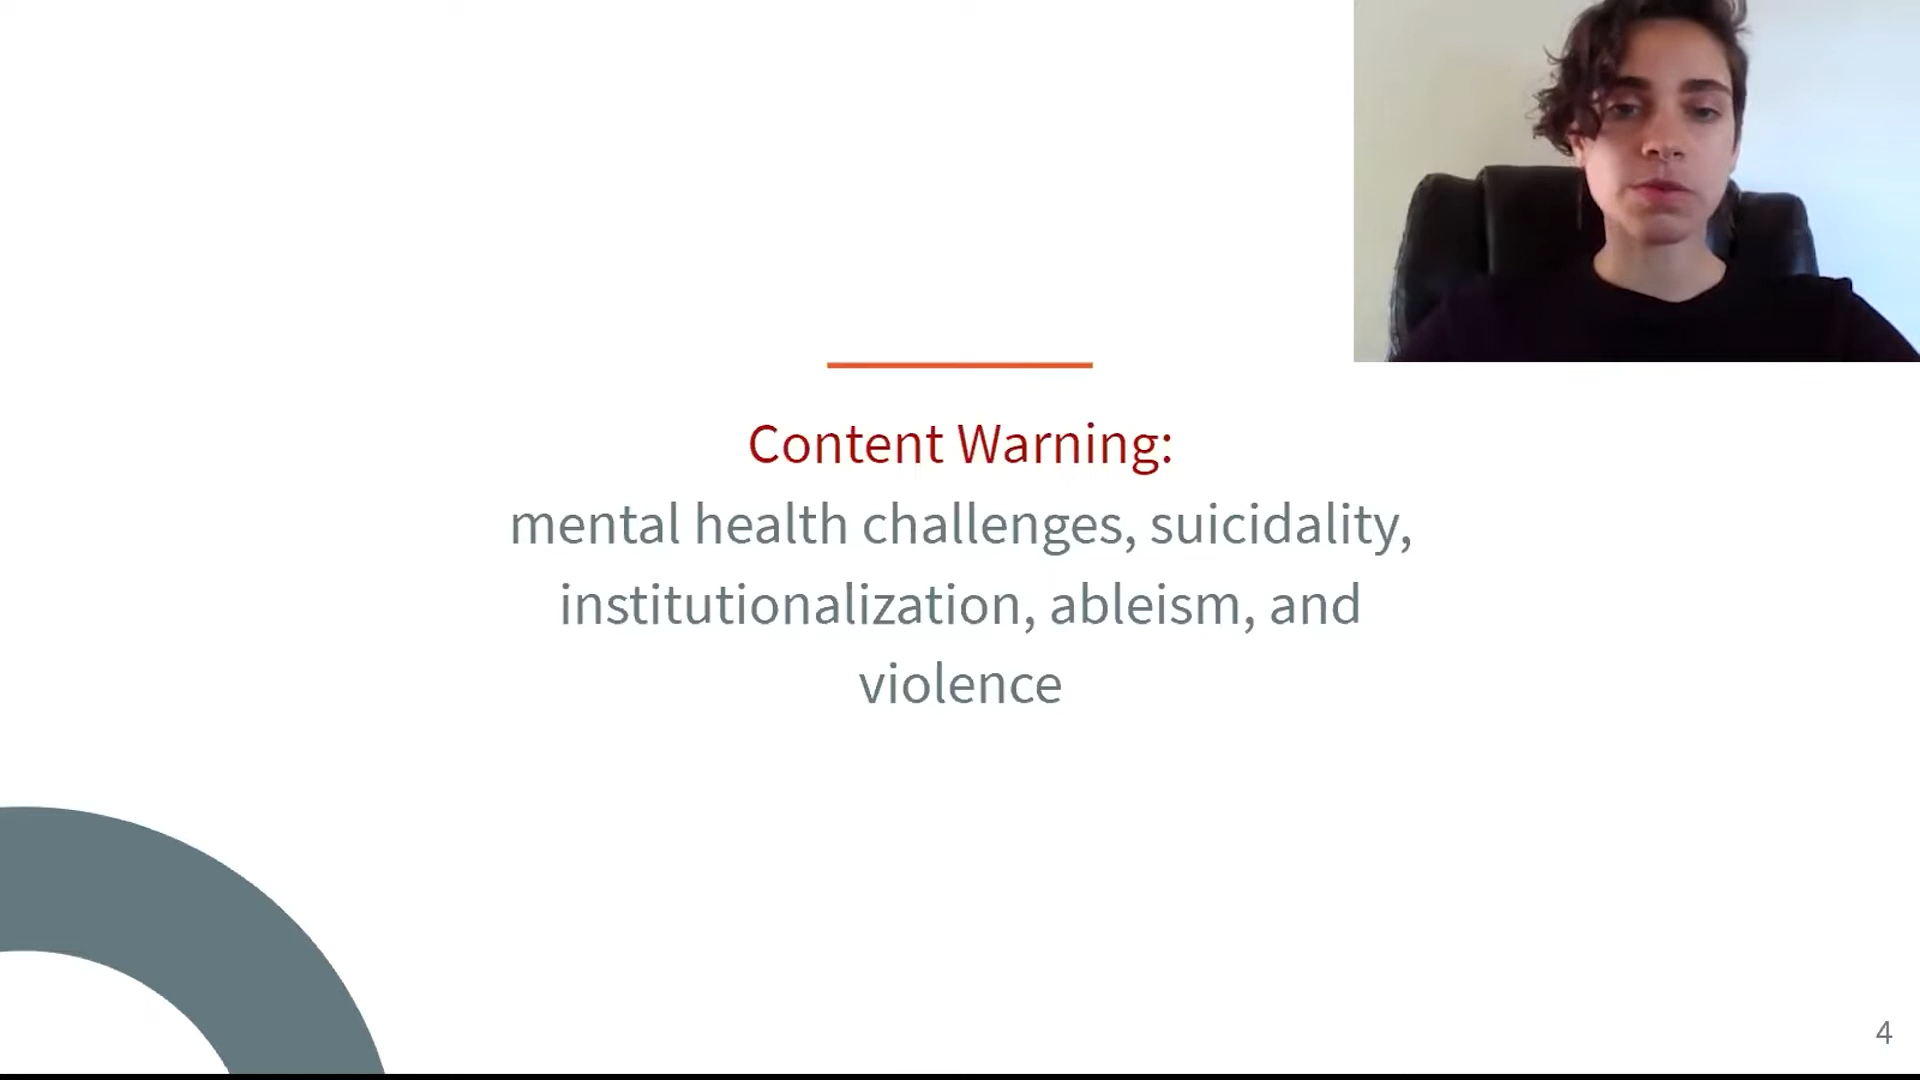 Content Warning:
mental health challenges, suicidality,
institutionalization, ableism, and
violence
4